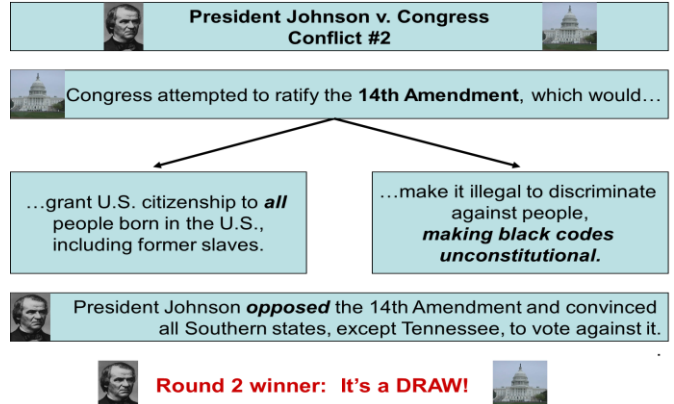 President Johnson v. Congress
Conflict #2
Congress attempted to ratify the 14th Amendment, which would…
…grant U.S. citizenship to all
people born in the U.S.,
including former slaves.
…make it illegal to discriminate
against people,
making black codes
unconstitutional.
President Johnson opposed the 14th Amendment and convinced
all Southern states, except Tennessee, to vote against it.
.
Round 2 winner: It's a DRAW!